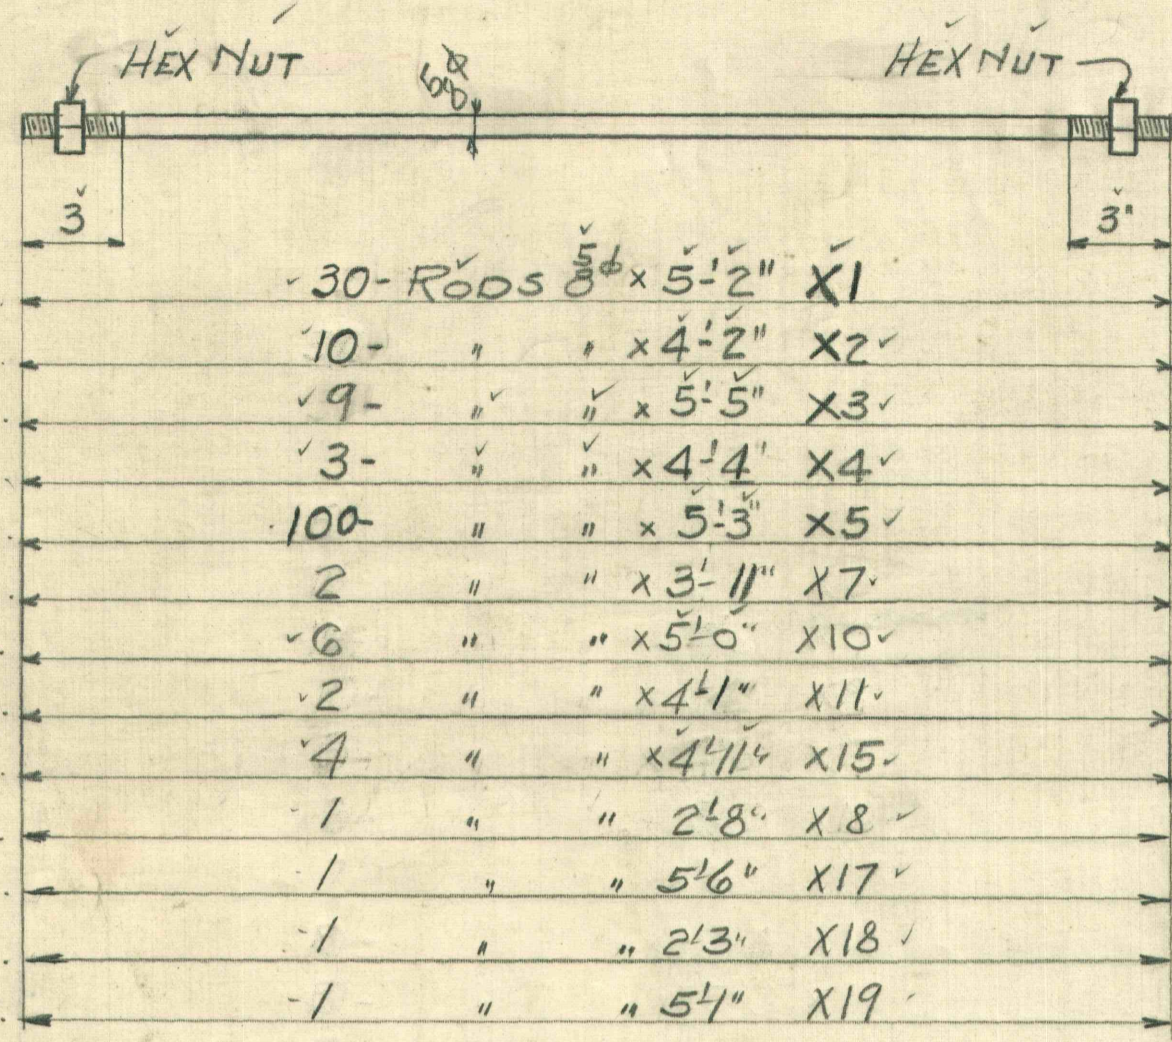 HEX NUT HEX NUT
5/8 ⌀
3" 3"
30- RODS 5/8 ⌀ x 5'-2" X1
10- " " x 4'-2" X2
9- " " x 5'-5" X3
3- " " x 4'-4" X4
100- " " x 5'-3" X5
2 " " x 3'-11" X7
6 " " x 5'-0" X10
2 " " x 4'-1" X11
4 " " x 4'-11" X15
1 " " 2'-8" X8
1 " " 5'6" X17
1 " " 2'3" X18
1 " " 5'-1" X19